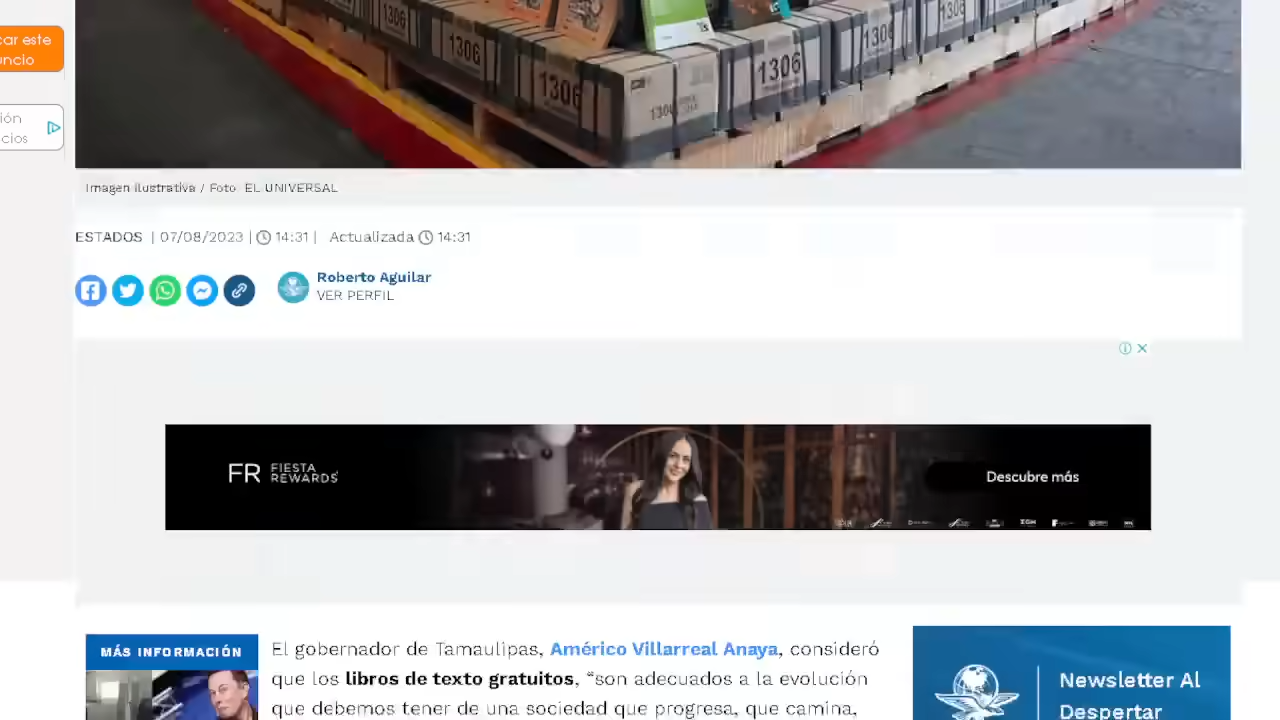 car este
uncio
ión
cios
1306
1306
1306
1306
1306
Imagen ilustrativa / Foto EL UNIVERSAL
ESTADOS | 07/08/2023 | 14:31 | Actualizada 14:31
Roberto Aguilar
VER PERFIL
FR FIESTA REWARDS
Descubre más
MÁS INFORMACIÓN
El gobernador de Tamaulipas, Américo Villarreal Anaya, consideró
que los libros de texto gratuitos, “son adecuados a la evolución
que debemos tener de una sociedad que progresa, que camina,
Newsletter Al
Despertar